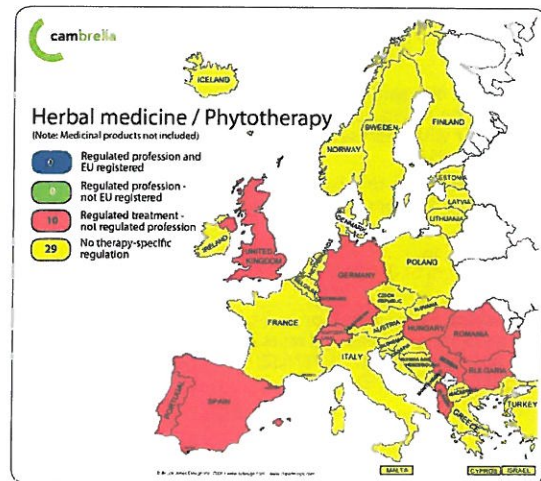 cambrella
Herbal medicine / Phytotherapy
(Note: Medicinal products not included)
0
Regulated profession and
EU registered
0
Regulated profession -
not EU registered
10
Regulated treatment -
not regulated profession
29
No therapy-specific
regulation
ICELAND
NORWAY
SWEDEN
FINLAND
ESTONIA
LATVIA
LITHUANIA
DENMARK
IRELAND
UNITED
KINGDOM
BELGIUM
GERMANY
POLAND
CZECH
REPUBLIC
FRANCE
AUSTRIA
HUNGARY
ROMANIA
ITALY
BULGARIA
PORTUGAL
SPAIN
GREECE
TURKEY
MALTA
CYPROS
ISRAEL